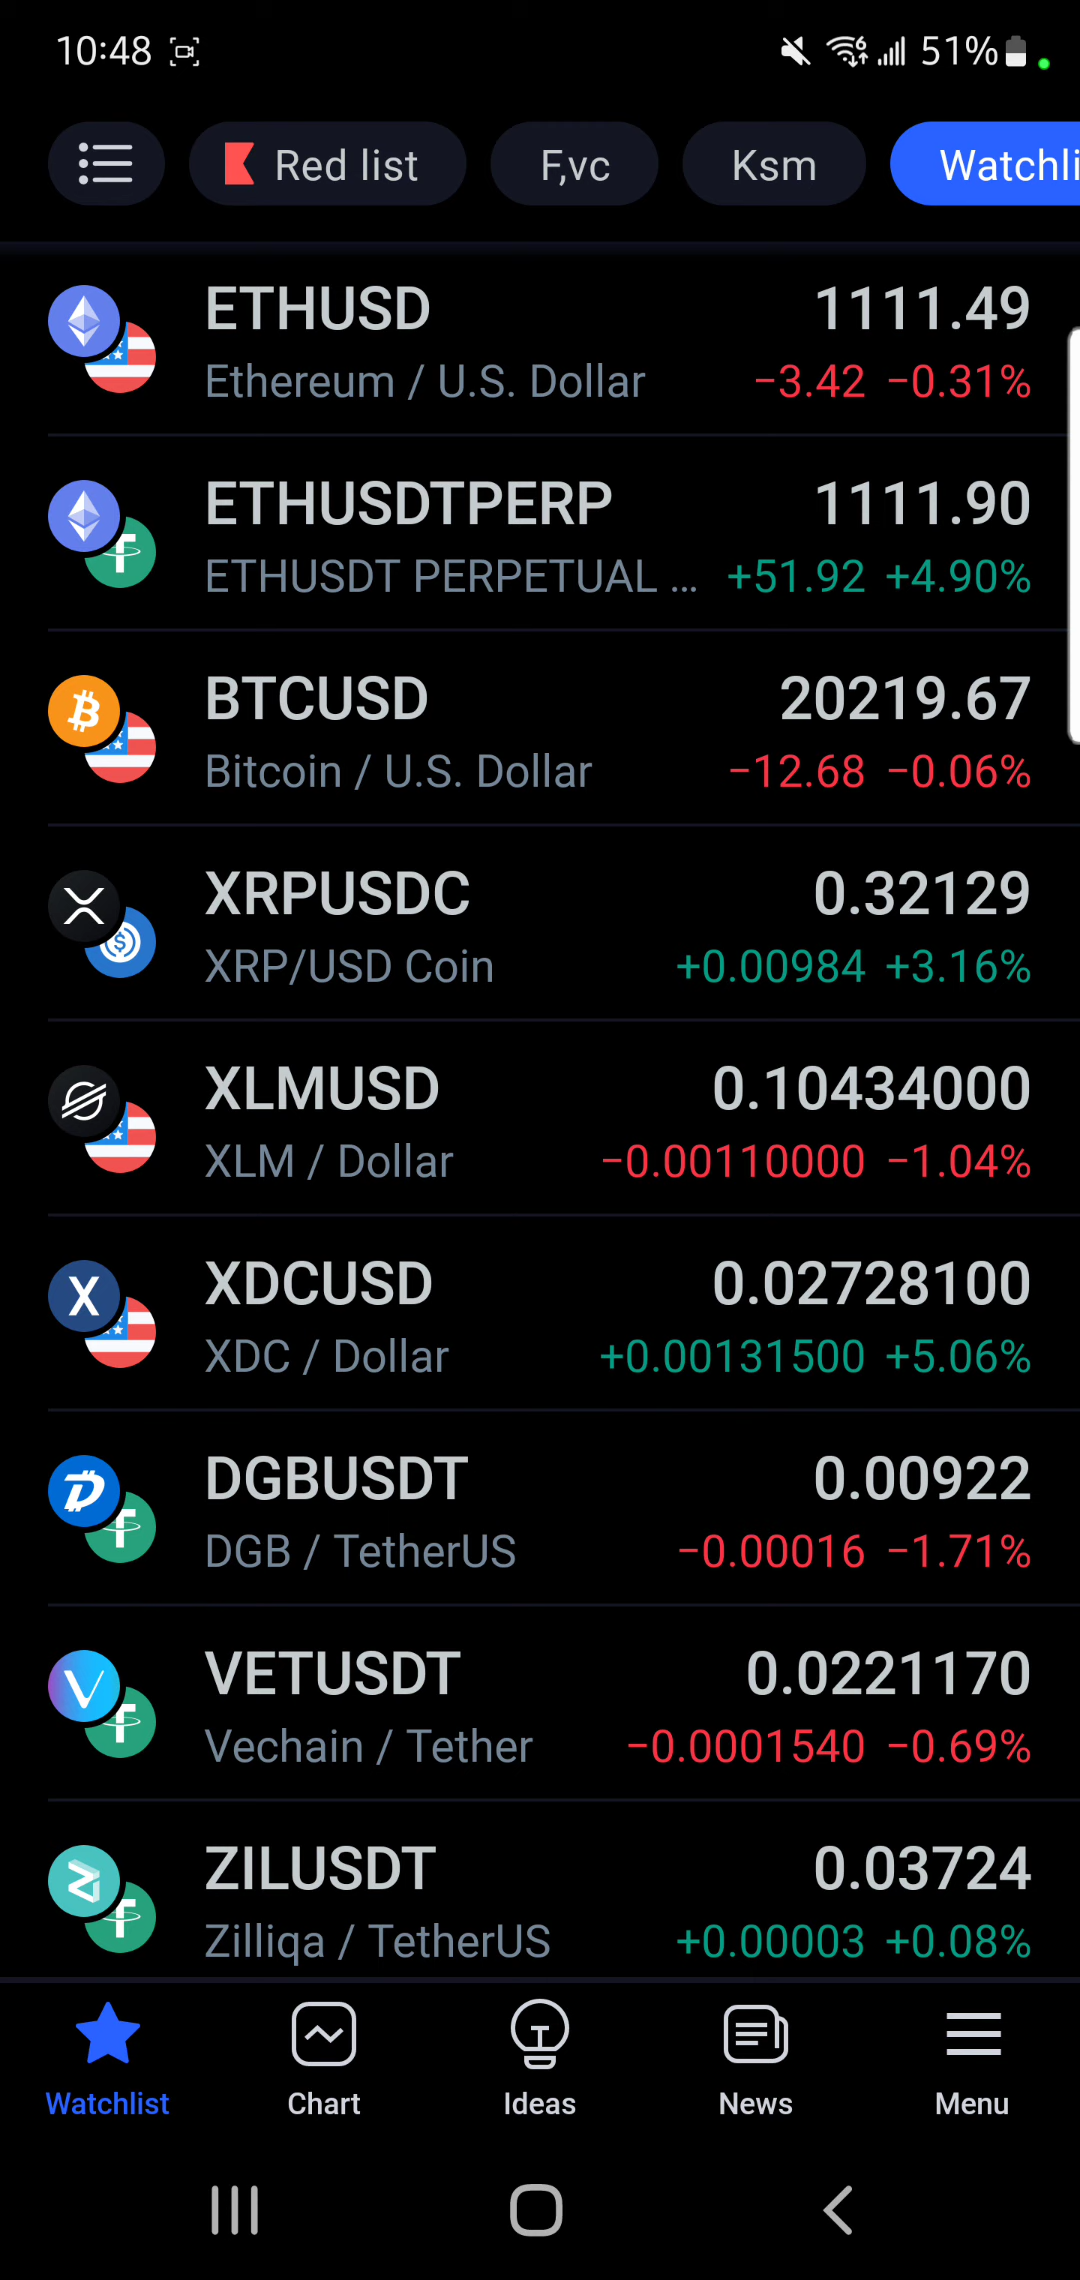 10:48 51%
Red list F,vc Ksm Watchli
ETHUSD 1111.49
Ethereum / U.S. Dollar −3.42 −0.31%
ETHUSDTPERP 1111.90
ETHUSDT PERPETUAL ... +51.92 +4.90%
BTCUSD 20219.67
Bitcoin / U.S. Dollar −12.68 −0.06%
XRPUSDC 0.32129
XRP/USD Coin +0.00984 +3.16%
XLMUSD 0.10434000
XLM / Dollar −0.00110000 −1.04%
XDCUSD 0.02728100
XDC / Dollar +0.00131500 +5.06%
DGBUSDT 0.00922
DGB / TetherUS −0.00016 −1.71%
VETUSDT 0.0221170
Vechain / Tether −0.0001540 −0.69%
ZILUSDT 0.03724
Zilliqa / TetherUS +0.00003 +0.08%
Watchlist Chart Ideas News Menu